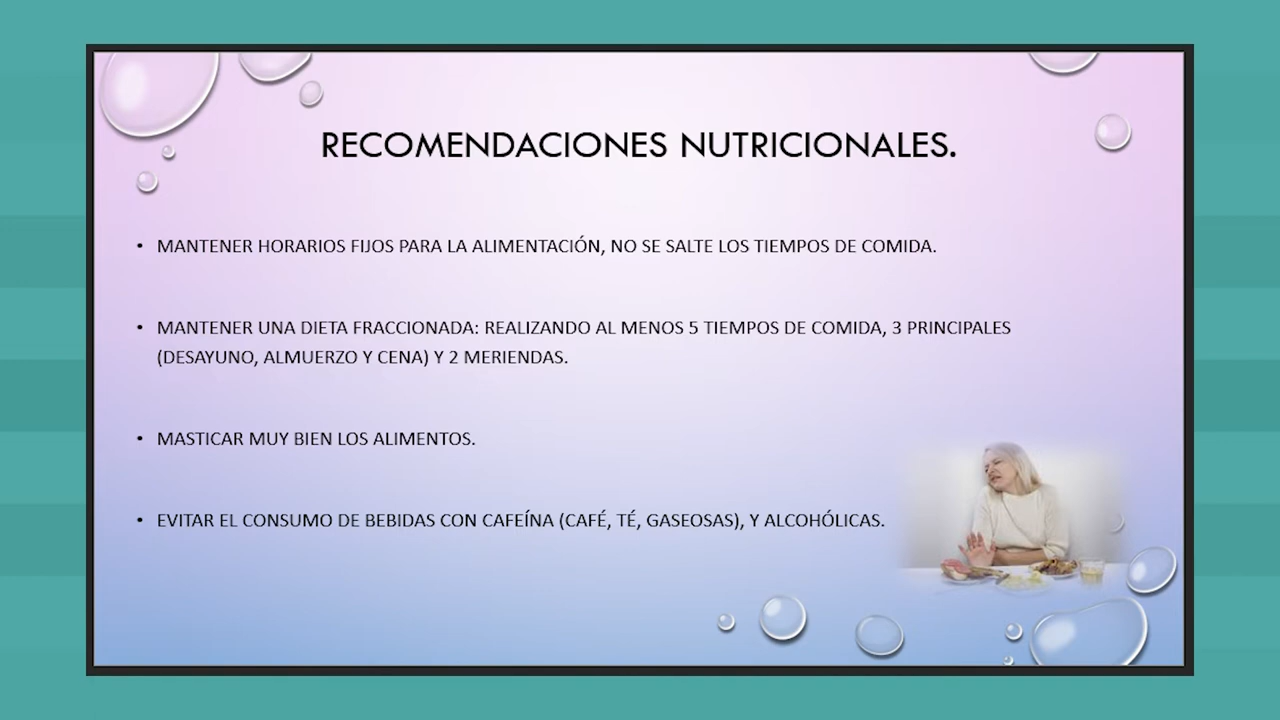 RECOMENDACIONES NUTRICIONALES.
• MANTENER HORARIOS FIJOS PARA LA ALIMENTACIÓN, NO SE SALTE LOS TIEMPOS DE COMIDA.
• MANTENER UNA DIETA FRACCIONADA: REALIZANDO AL MENOS 5 TIEMPOS DE COMIDA, 3 PRINCIPALES
(DESAYUNO, ALMUERZO Y CENA) Y 2 MERIENDAS.
• MASTICAR MUY BIEN LOS ALIMENTOS.
• EVITAR EL CONSUMO DE BEBIDAS CON CAFEÍNA (CAFÉ, TÉ, GASEOSAS), Y ALCOHÓLICAS.